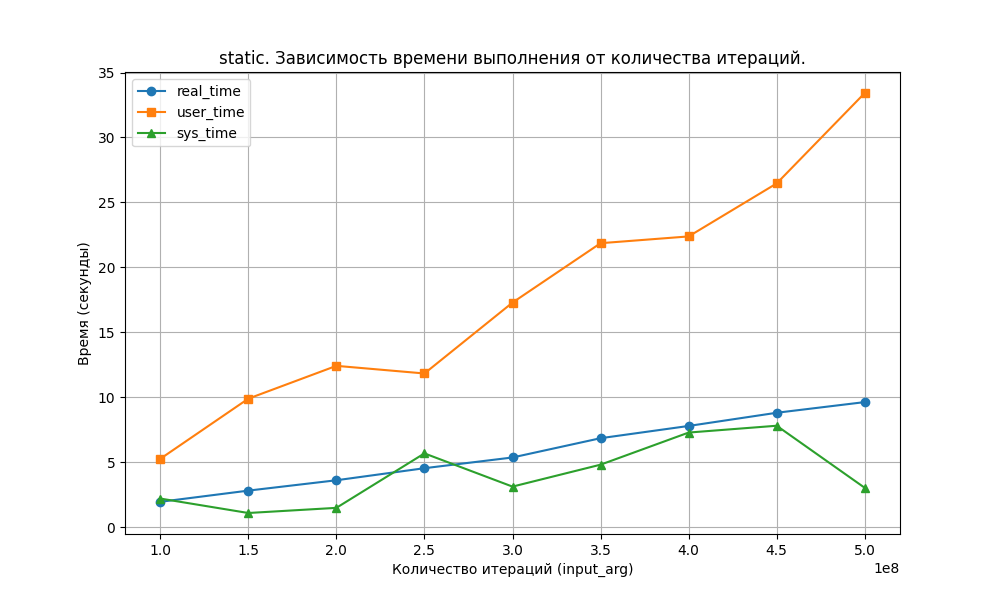 static. Зависимость времени выполнения от количества итераций.
real_time
user_time
sys_time
Время (секунды)
35
30
25
20
15
10
5
0
1.0 1.5 2.0 2.5 3.0 3.5 4.0 4.5 5.0
1e8
Количество итераций (input_arg)